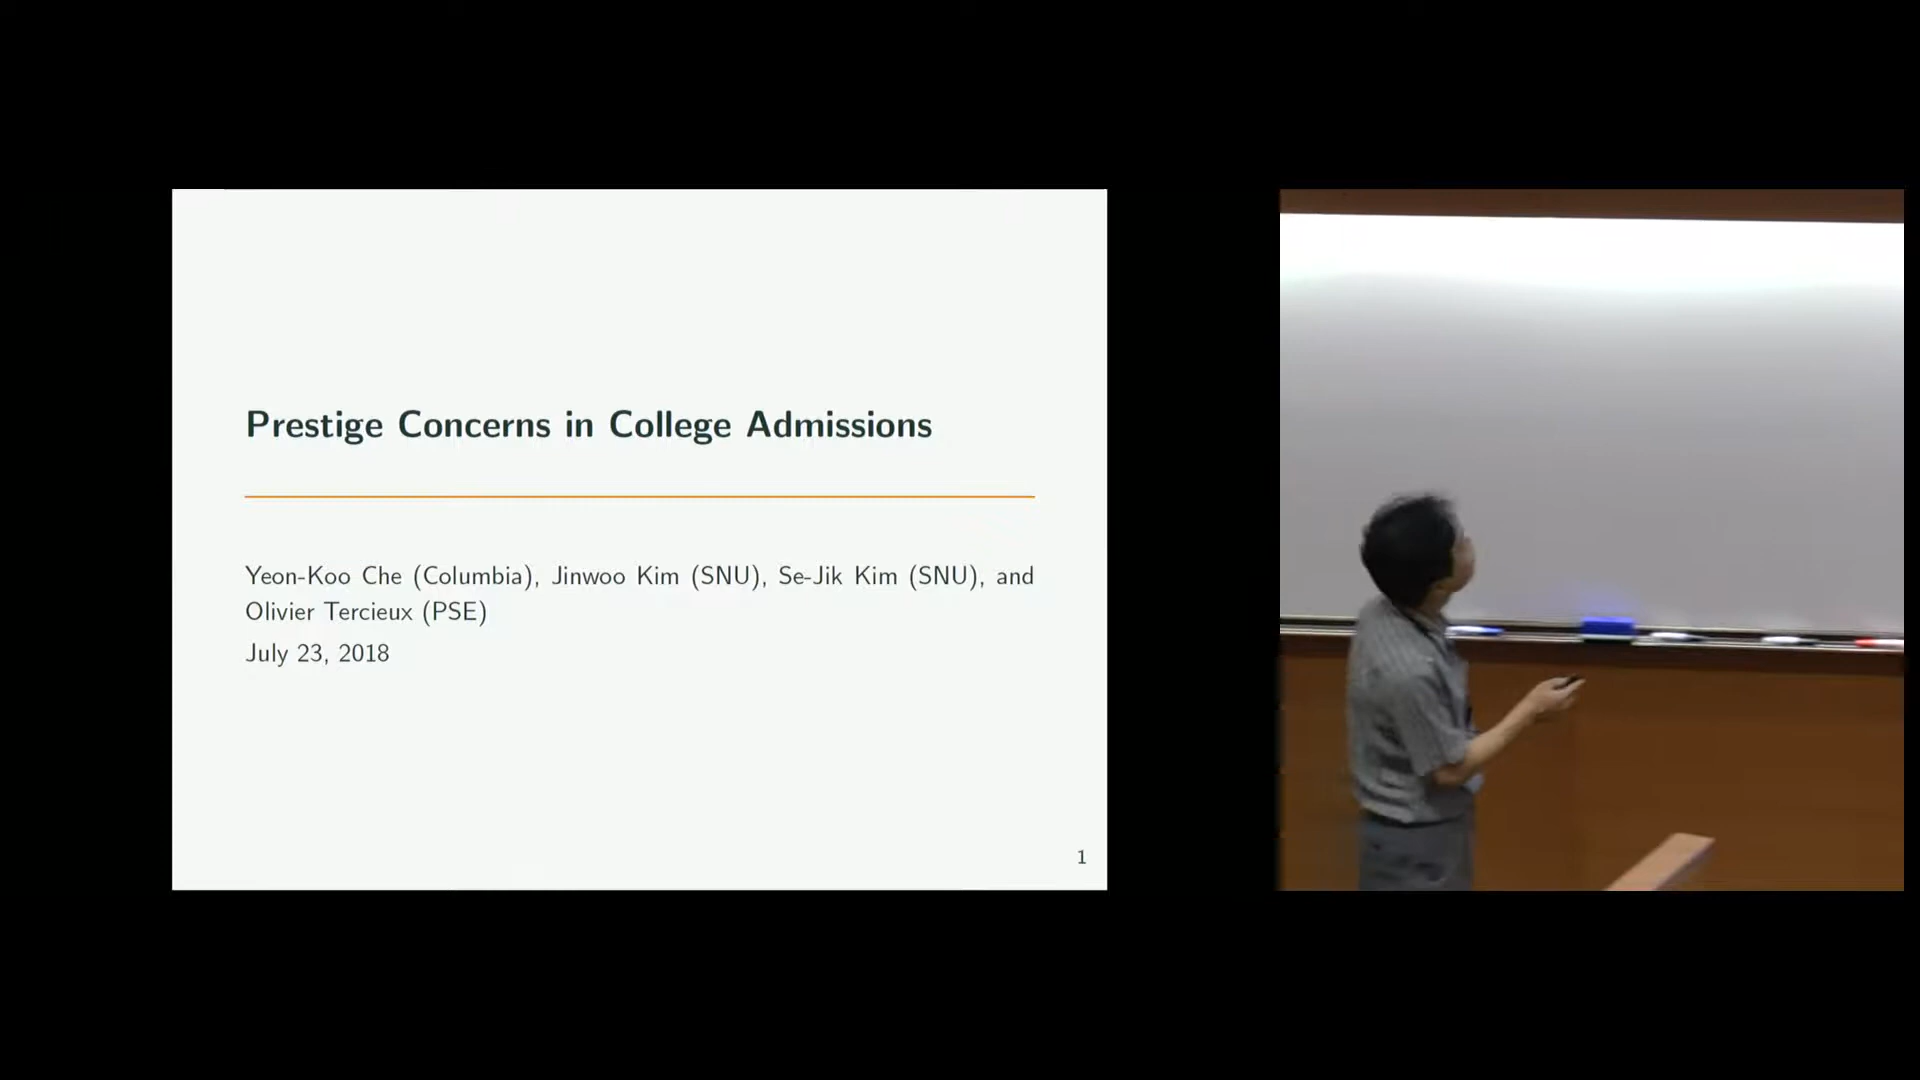 Prestige Concerns in College Admissions
Yeon-Koo Che (Columbia), Jinwoo Kim (SNU), Se-Jik Kim (SNU), and
Olivier Tercieux (PSE)
July 23, 2018
1